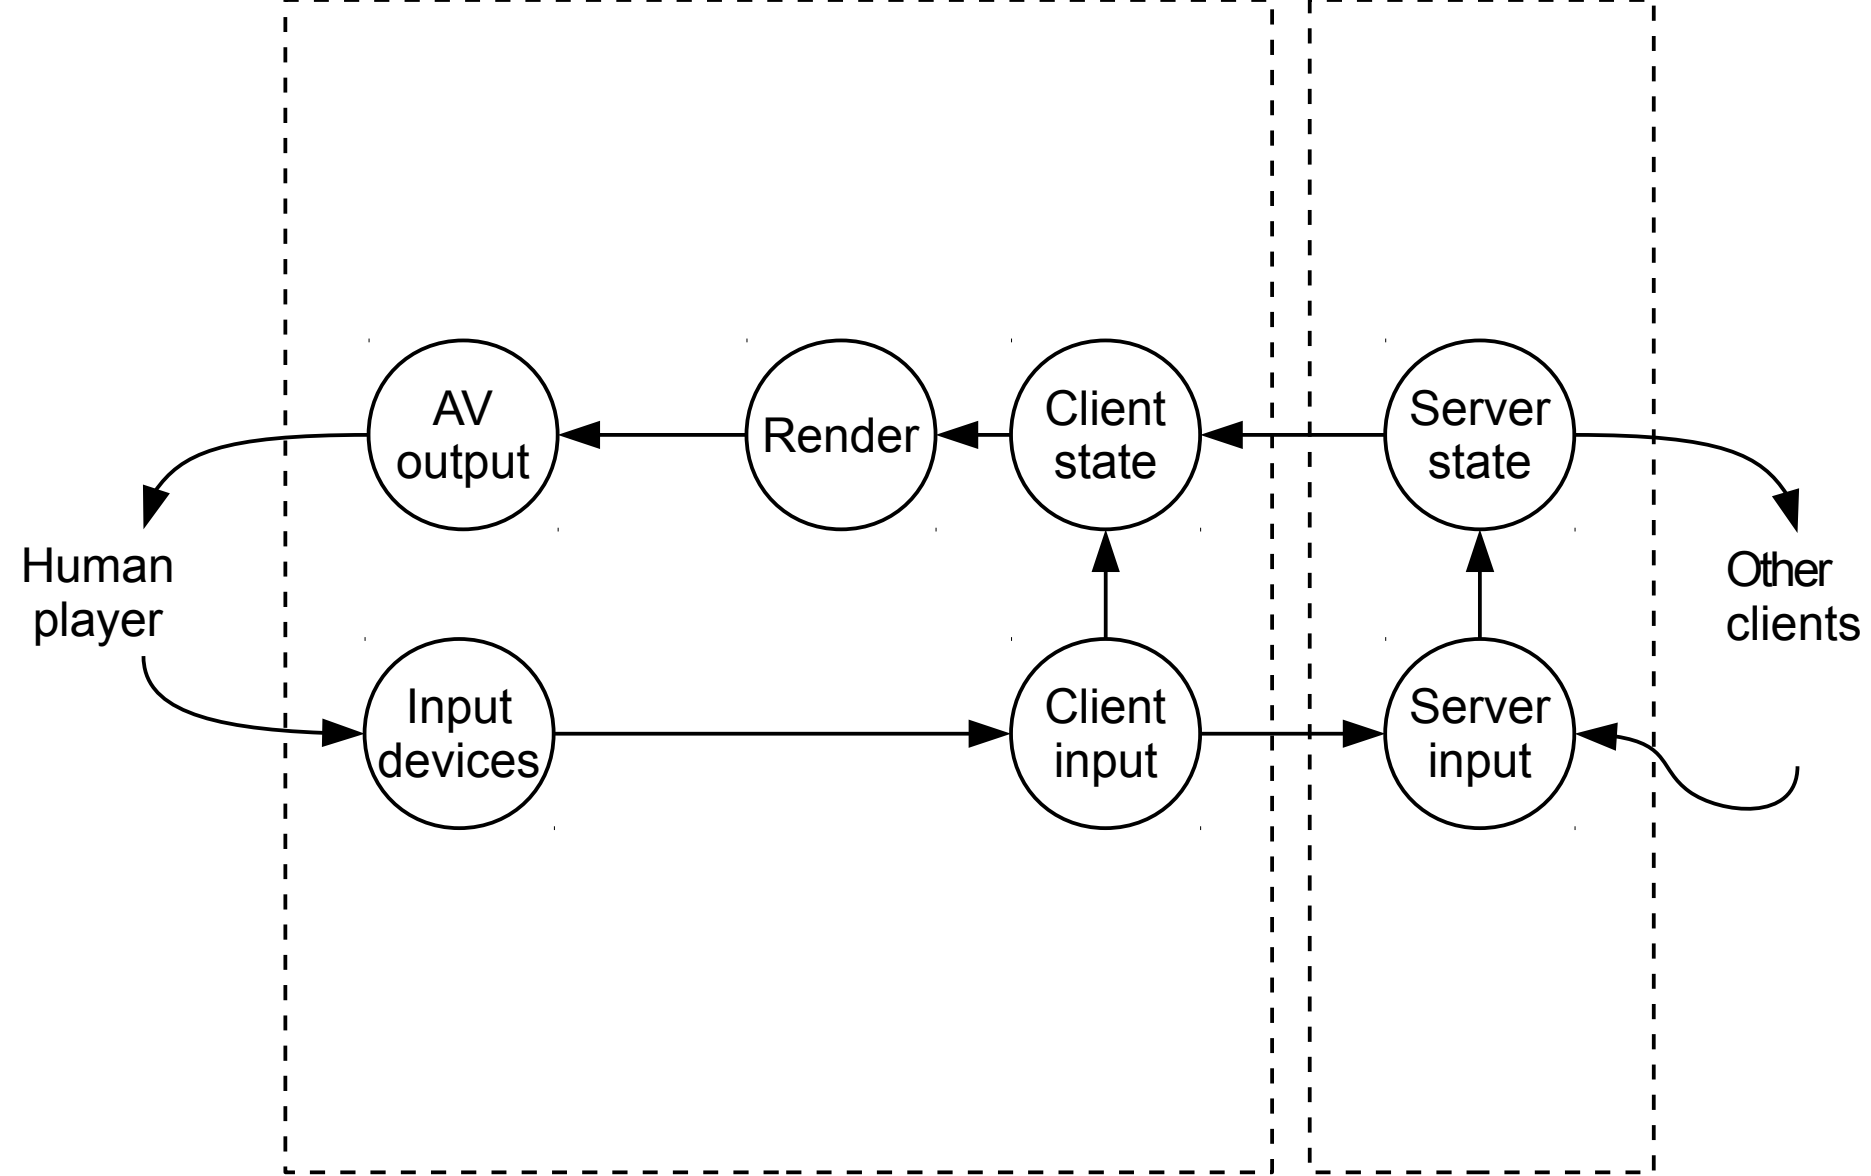 AV
output
Render
Client
state
Server
state
Human
player
Other
clients
Input
devices
Client
input
Server
input